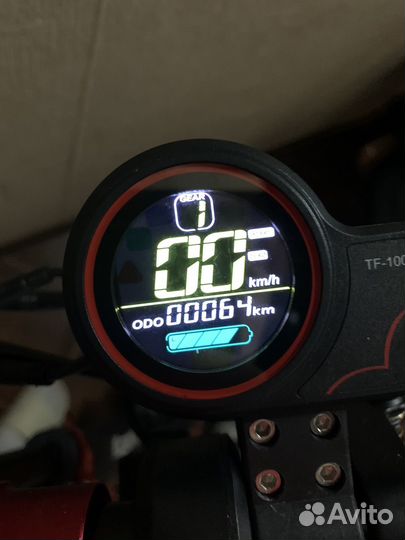 GEAR
1
00
km/h
TF-100
ODO 00064 km
Avito